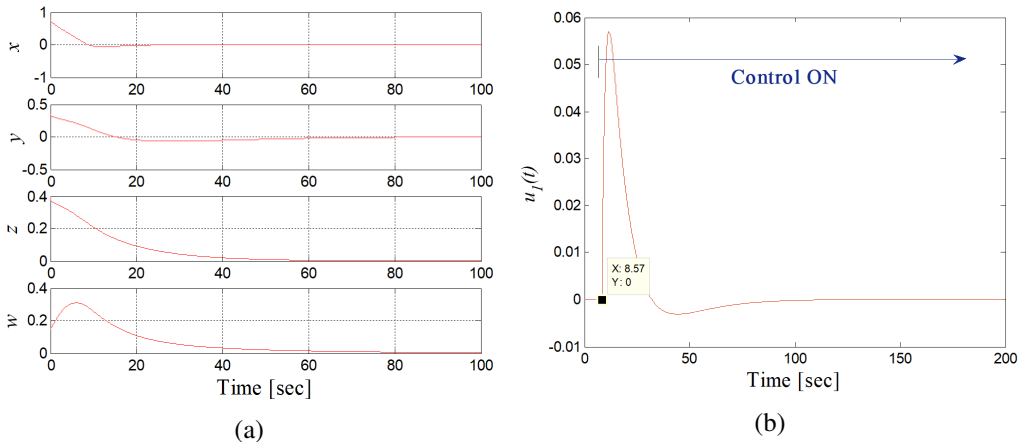 1
x
0
-1
0 20 40 60 80 100
0.5
y
0
-0.5
0 20 40 60 80 100
0.4
z
0.2
0
0 20 40 60 80 100
0.4
w
0.2
0
0 20 40 60 80 100
Time [sec]
(a)
0.06
0.05
0.04
0.03
0.02
0.01
0
-0.01
u1(t)
Control ON
X: 8.57
Y: 0
0 50 100 150 200
Time [sec]
(b)